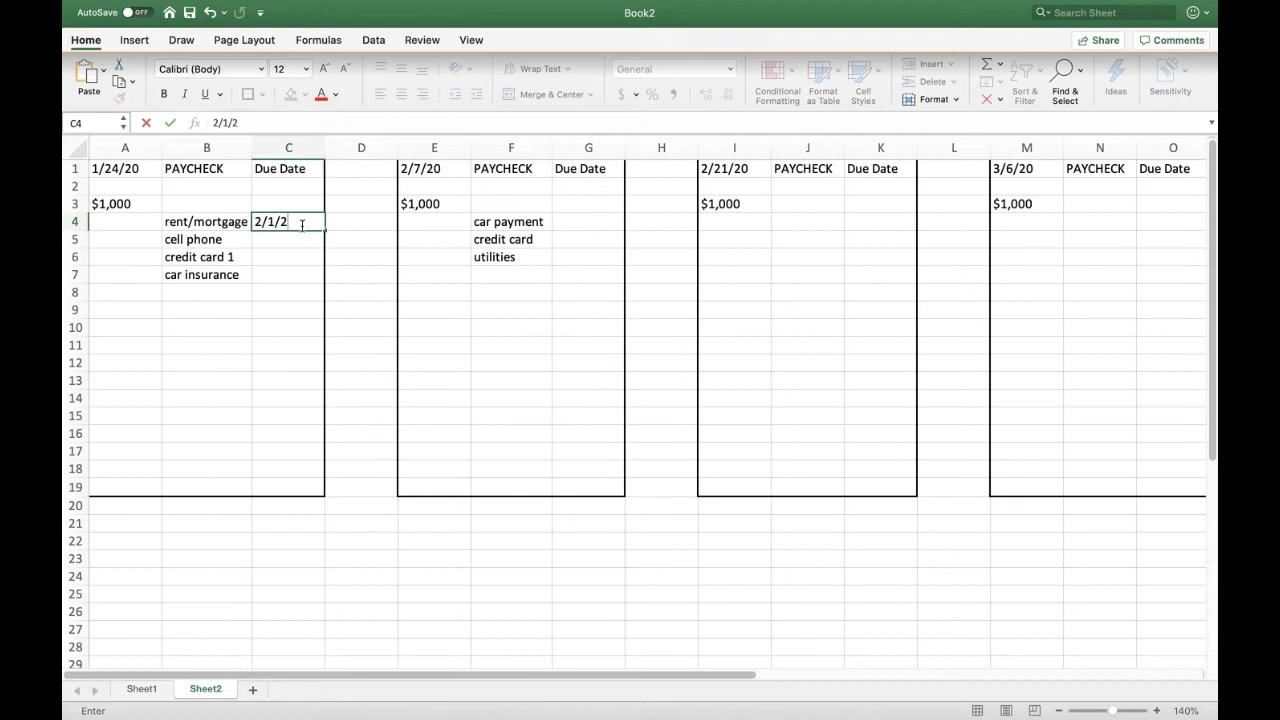 AutoSave OFF Book2 Search Sheet
Home Insert Draw Page Layout Formulas Data Review View Share Comments
Paste Calibri (Body) 12 A A Wrap Text General Conditional Formatting Format as Table Cell Styles Insert Delete Format Sort & Filter Find & Select Ideas Sensitivity
B I U A Merge & Center $ % 
C4 fx 2/1/2
A B C D E F G H I J K L M N O
1 1/24/20 PAYCHECK Due Date 2/7/20 PAYCHECK Due Date 2/21/20 PAYCHECK Due Date 3/6/20 PAYCHECK Due Date
2
3 $1,000 $1,000 $1,000 $1,000
4 rent/mortgage 2/1/2 car payment
5 cell phone credit card
6 credit card 1 utilities
7 car insurance
8
9
10
11
12
13
14
15
16
17
18
19
20
21
22
23
24
25
26
27
28
29
Sheet1 Sheet2
Enter 140%